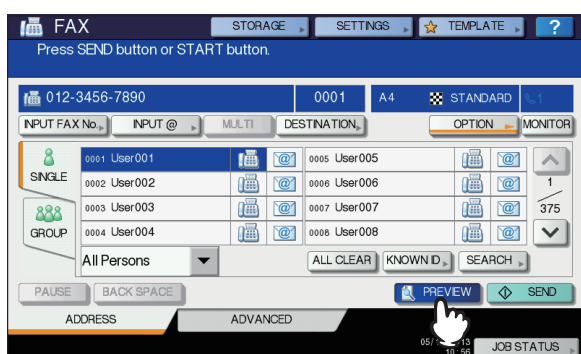 FAX STORAGE SETTINGS TEMPLATE ?
Press SEND button or START button.
012-3456-7890 0001 A4 STANDARD 1
INPUT FAX No. INPUT @ MULTI DESTINATION OPTION MONITOR
SINGLE
GROUP
0001 User001 @ 0005 User005 @
0002 User002 @ 0006 User006 @
0003 User003 @ 0007 User007 @
0004 User004 @ 0008 User008 @
1
375
All Persons ALL CLEAR KNOWN ID SEARCH
PAUSE BACK SPACE PREVIEW SEND
ADDRESS ADVANCED
JOB STATUS